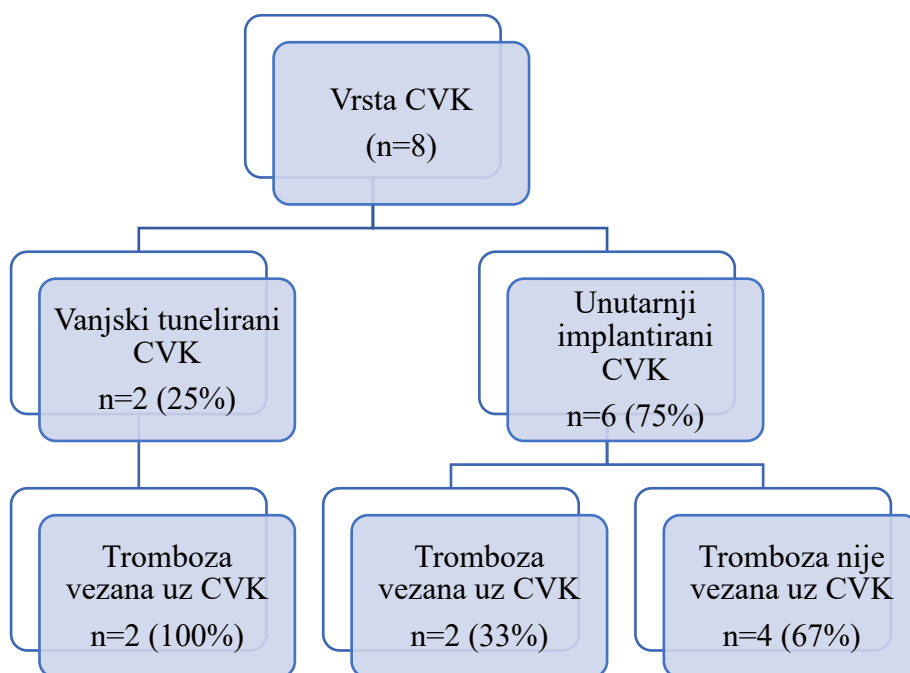 Vrsta CVK
(n=8)
Vanjski tunelirani
CVK
n=2 (25%)
Unutarnji
implantirani
CVK
n=6 (75%)
Tromboza
vezana uz CVK
n=2 (100%)
Tromboza
vezana uz CVK
n=2 (33%)
Tromboza nije
vezana uz CVK
n=4 (67%)